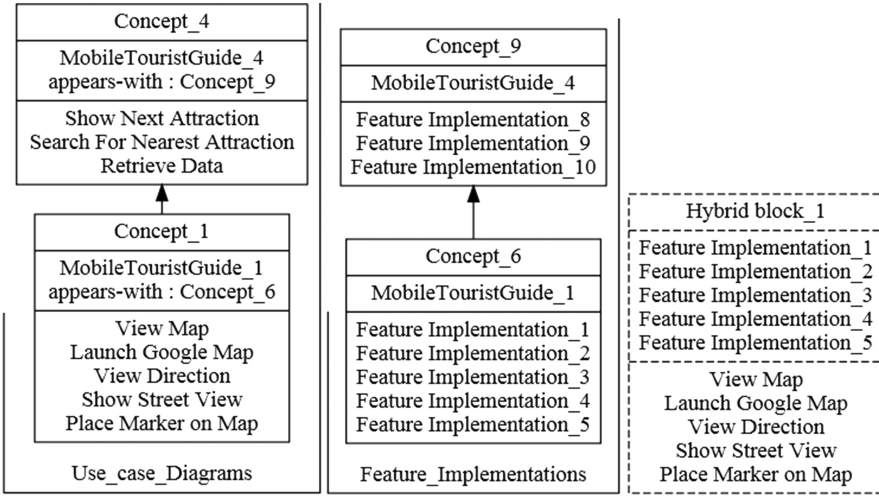 Concept_4
MobileTouristGuide_4
appears-with : Concept_9
Show Next Attraction
Search For Nearest Attraction
Retrieve Data
Concept_1
MobileTouristGuide_1
appears-with : Concept_6
View Map
Launch Google Map
View Direction
Show Street View
Place Marker on Map
Use_case_Diagrams
Concept_9
MobileTouristGuide_4
Feature Implementation_8
Feature Implementation_9
Feature Implementation_10
Concept_6
MobileTouristGuide_1
Feature Implementation_1
Feature Implementation_2
Feature Implementation_3
Feature Implementation_4
Feature Implementation_5
Feature_Implementations
Hybrid block_1
Feature Implementation_1
Feature Implementation_2
Feature Implementation_3
Feature Implementation_4
Feature Implementation_5
View Map
Launch Google Map
View Direction
Show Street View
Place Marker on Map